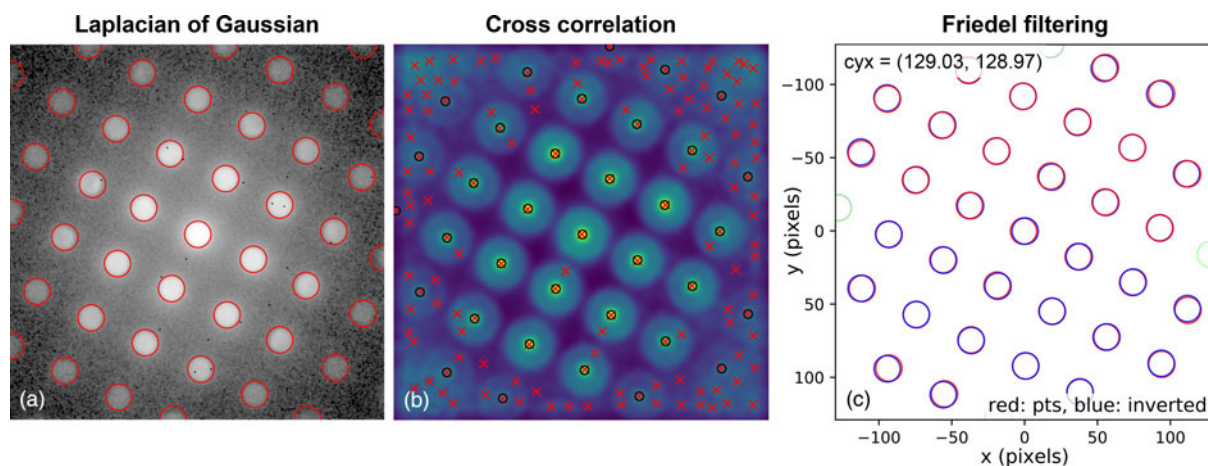 Laplacian of Gaussian
Cross correlation
Friedel filtering
(a)
(b)
cyx = (129.03, 128.97)
−100
−50
0
50
100
y (pixels)
(c)
red: pts, blue: inverted
−100
−50
0
50
100
x (pixels)